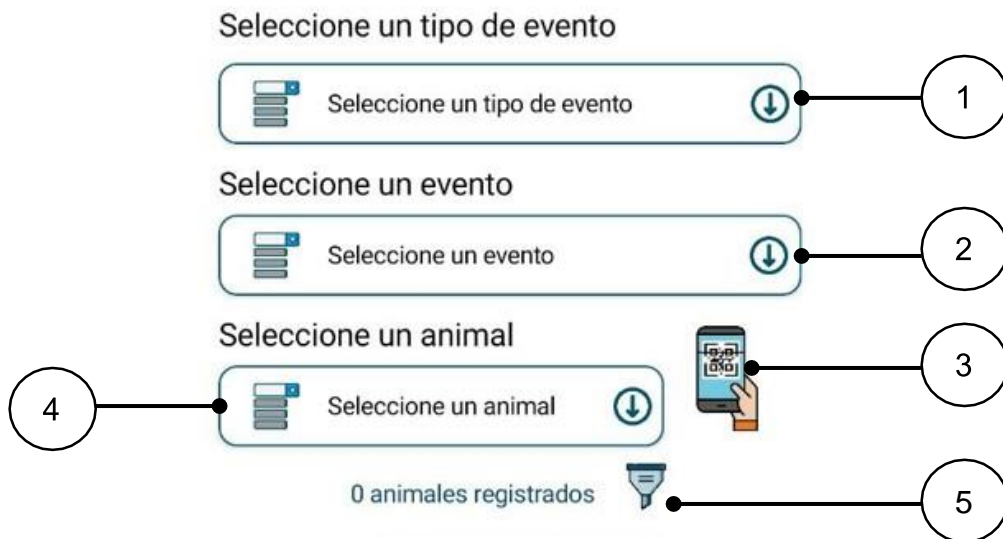 Seleccione un tipo de evento
Seleccione un tipo de evento
1
Seleccione un evento
Seleccione un evento
2
Seleccione un animal
3
4
Seleccione un animal
0 animales registrados
5